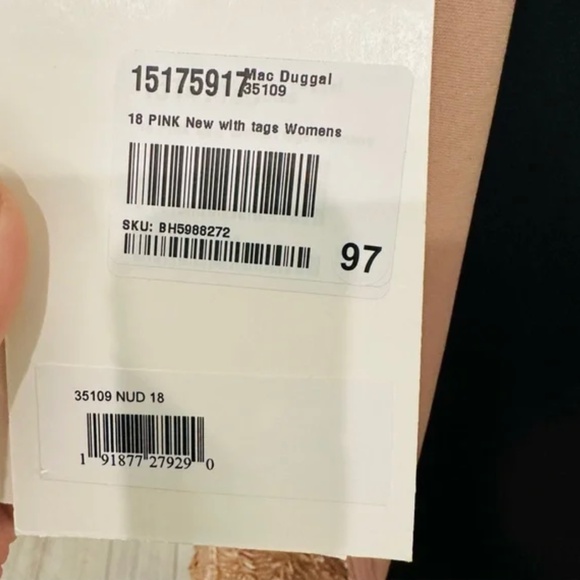 15175917 Mac Duggal
35109
18 PINK New with tags Womens
SKU: BH5988272
97
35109 NUD 18
1 91877 27929 0